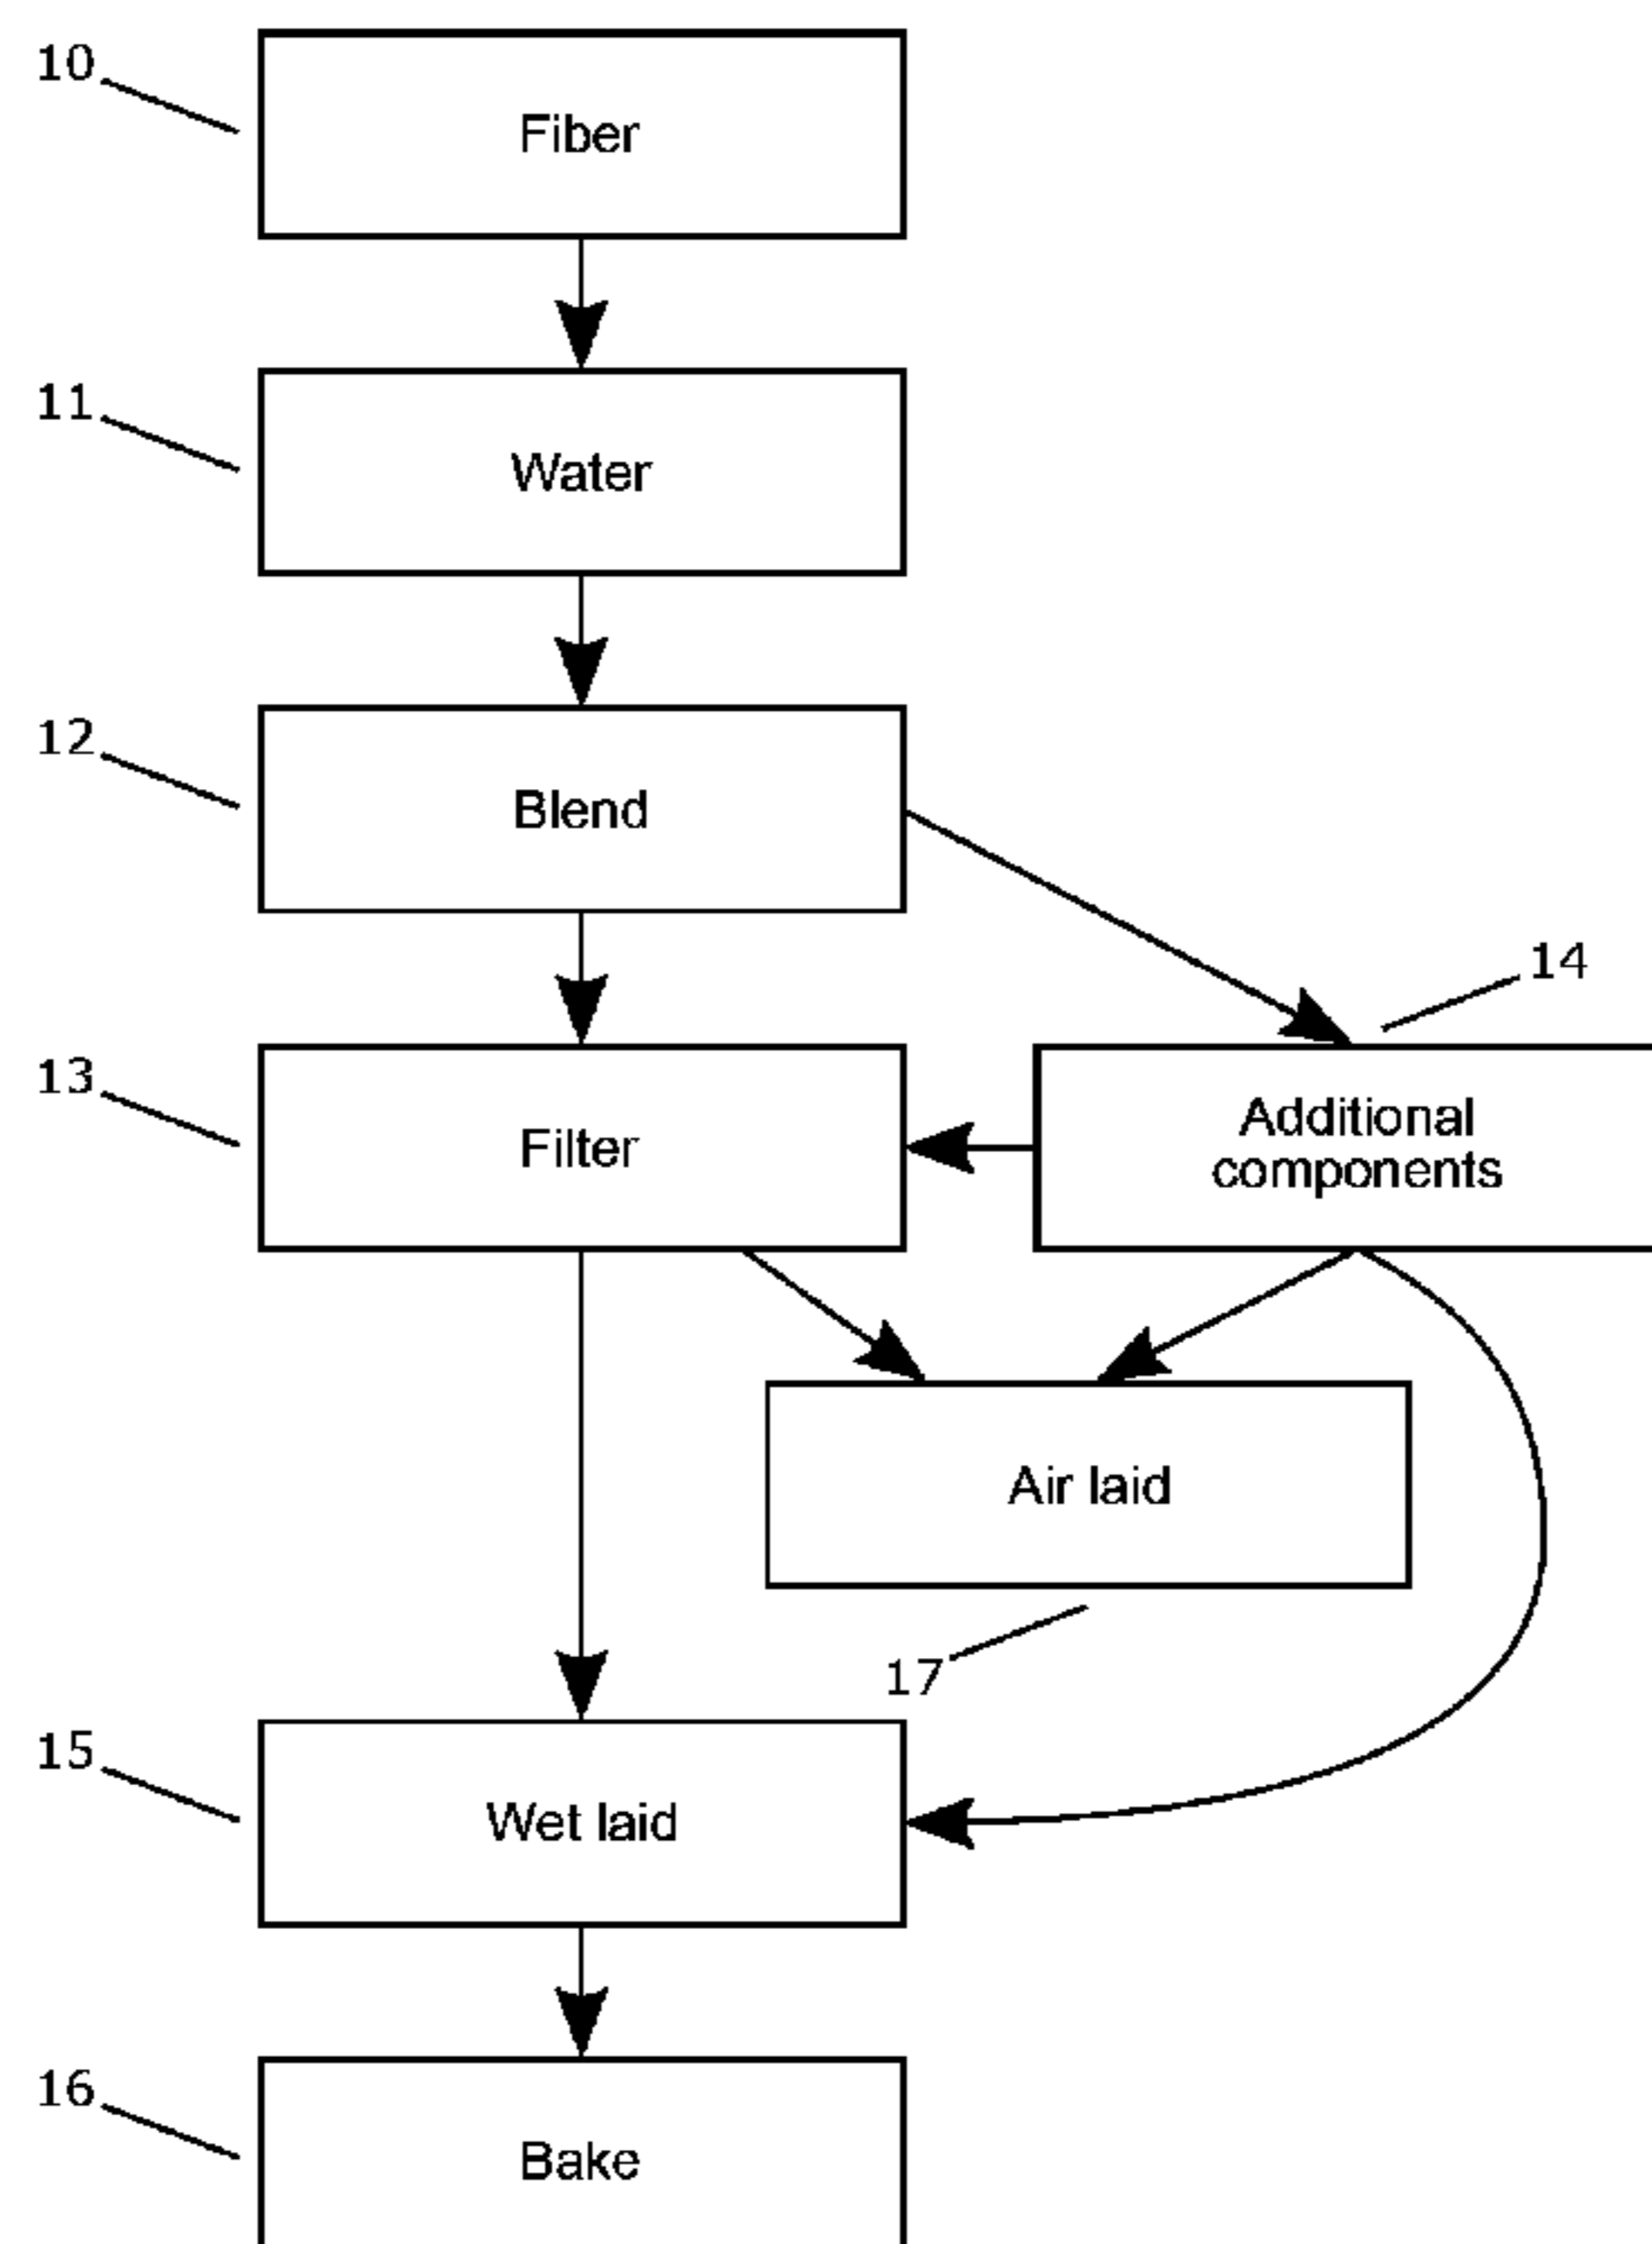 10
Fiber
11
Water
12
Blend
14
13
Filter
Additional
components
Air laid
17
15
Wet laid
16
Bake